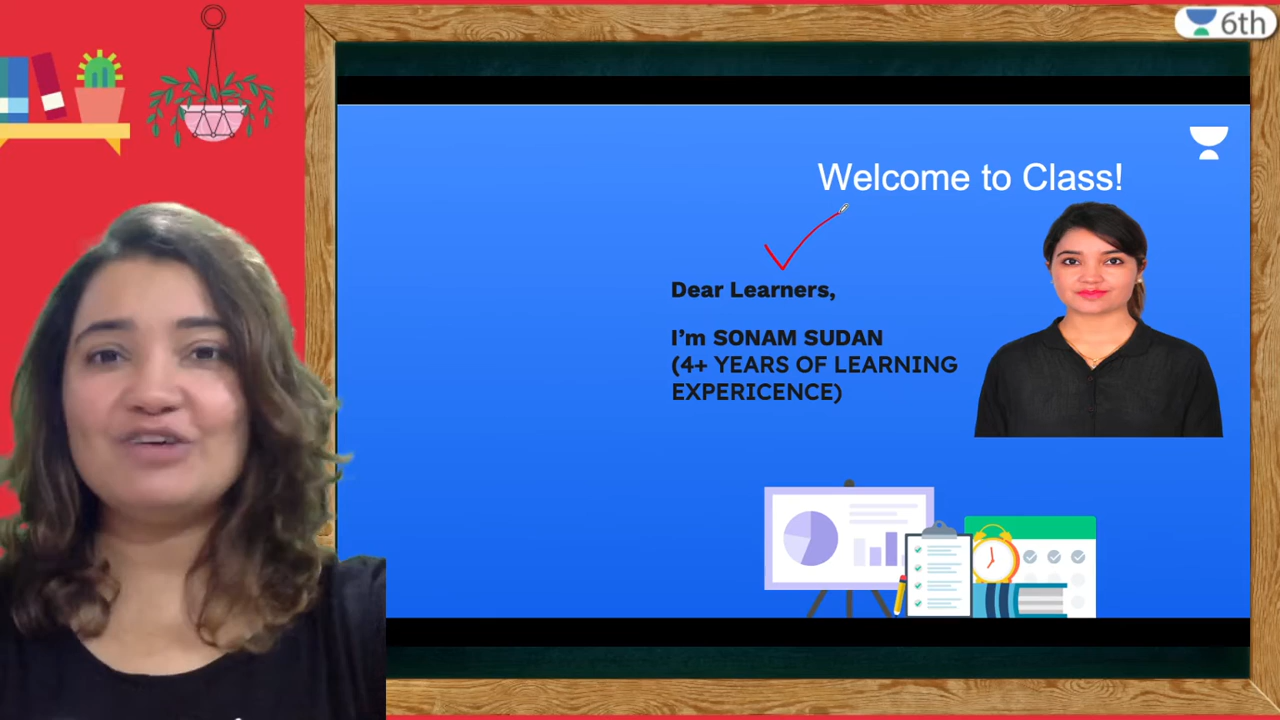 6th
Welcome to Class!
Dear Learners,
I'm SONAM SUDAN
(4+ YEARS OF LEARNING
EXPERICENCE)